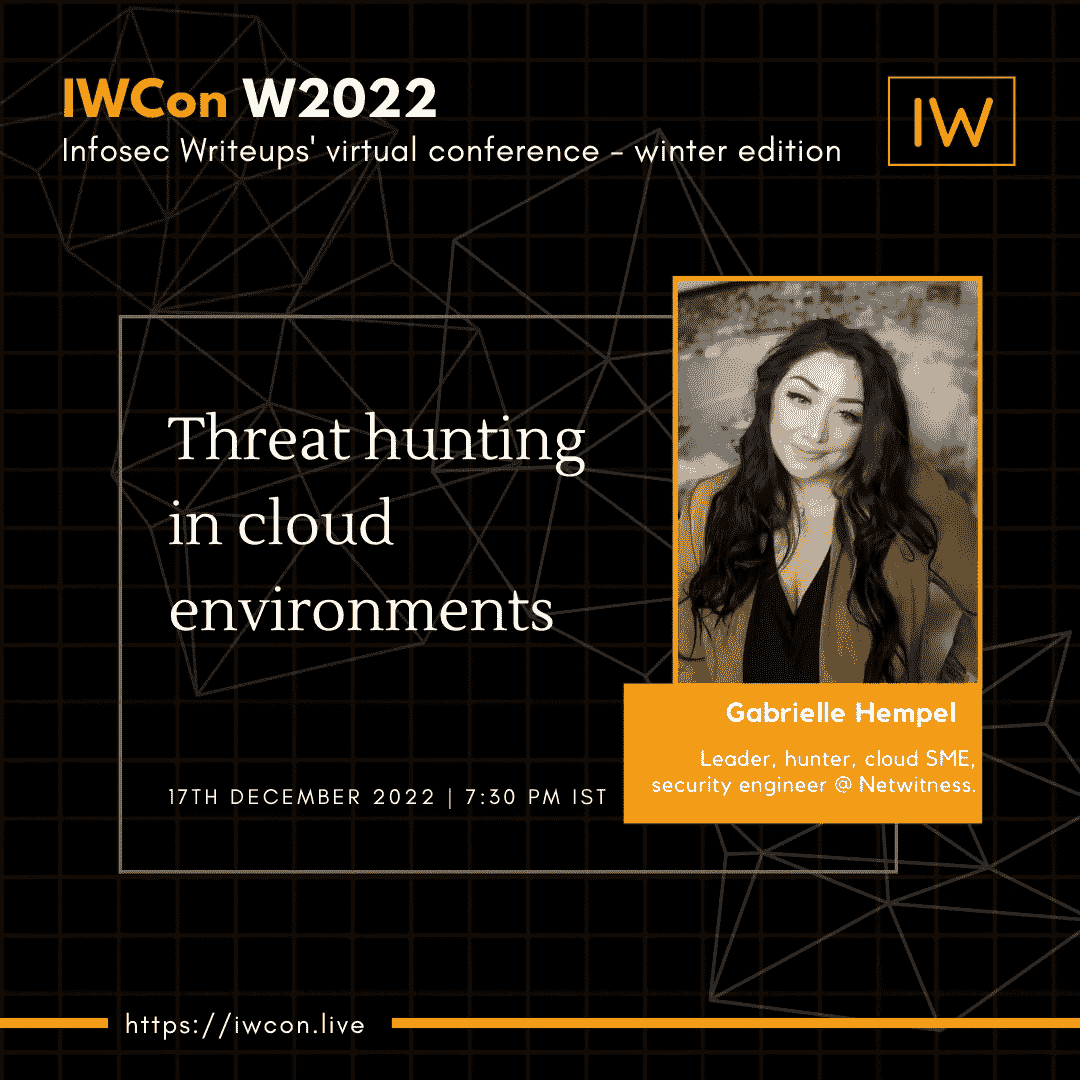 IWCon W2022
Infosec Writeups' virtual conference – winter edition
IW
Threat hunting
in cloud
environments
Gabrielle Hempel
Leader, hunter, cloud SME,
security engineer @ Netwitness.
17TH DECEMBER 2022 | 7:30 PM IST
https://iwcon.live